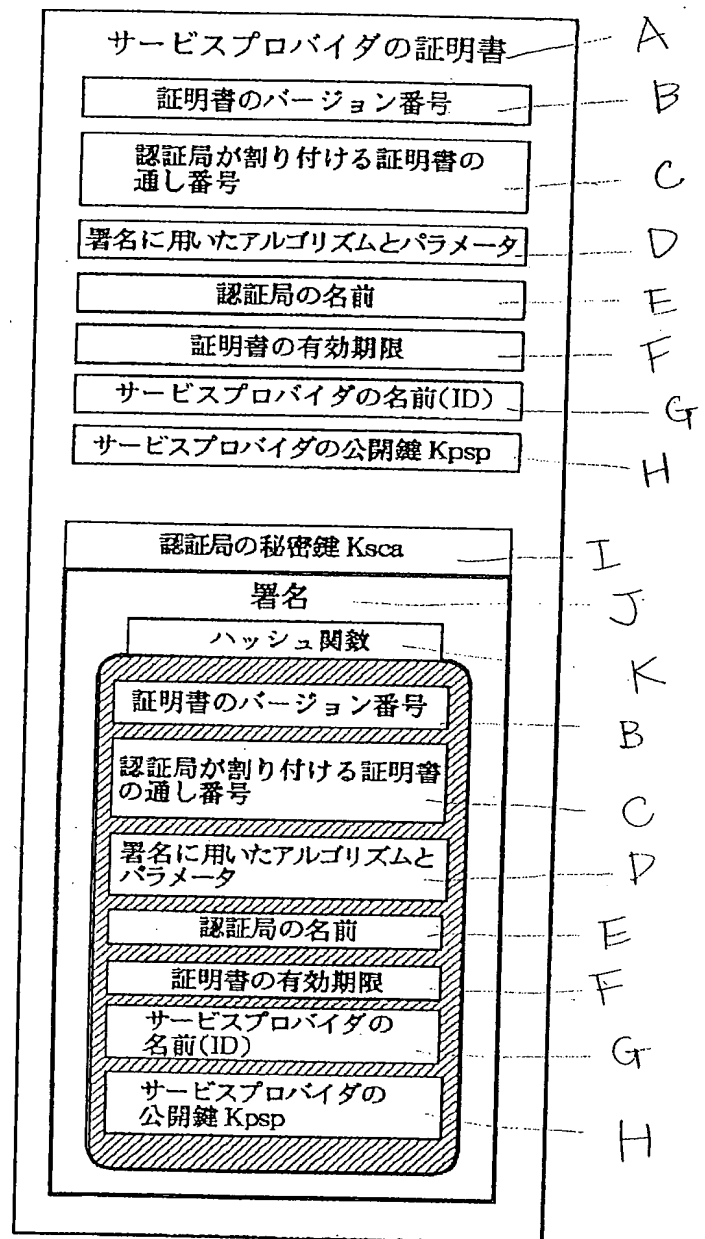 サービスプロバイダの証明書 A
証明書のバージョン番号 B
認証局が割り付ける証明書の
通し番号 C
署名に用いたアルゴリズムとパラメータ D
認証局の名前 E
証明書の有効期限 F
サービスプロバイダの名前(ID) G
サービスプロバイダの公開鍵 Kpsp H
認証局の秘密鍵 Ksca I
署名 J
ハッシュ関数 K
証明書のバージョン番号 B
認証局が割り付ける証明書
の通し番号 C
署名に用いたアルゴリズムと
パラメータ D
認証局の名前 E
証明書の有効期限 F
サービスプロバイダの
名前(ID) G
サービスプロバイダの
公開鍵 Kpsp H